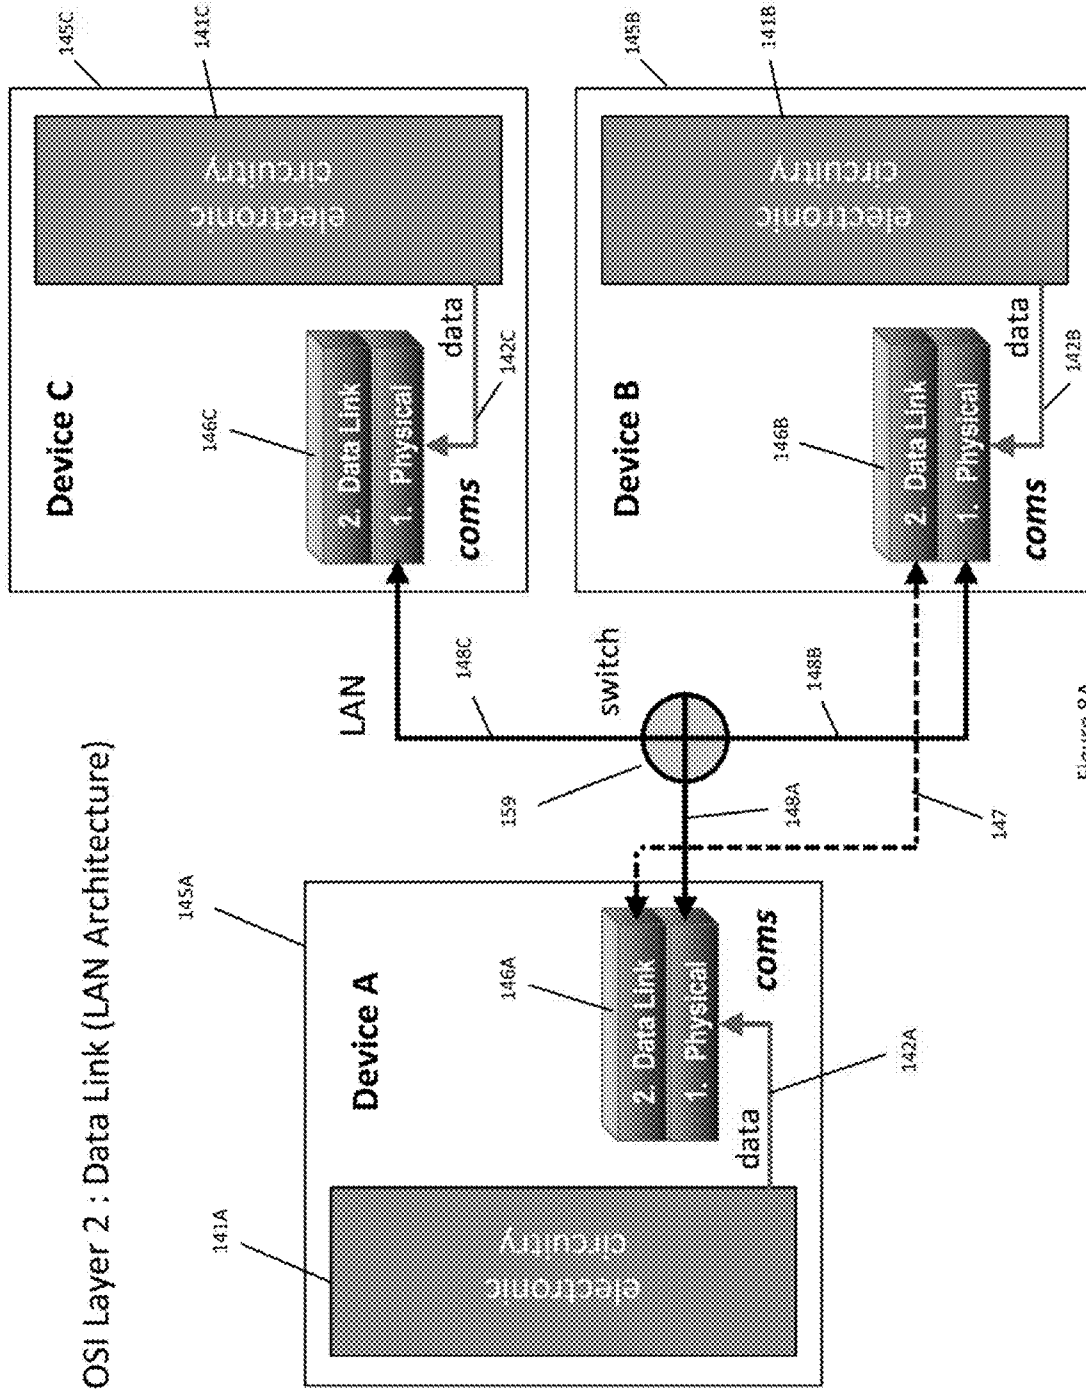 OSI Layer 2 : Data Link (LAN Architecture)
145A
Device A
141A
electronic
circuitry
146A
2. Data Link
1. Physical
data
coms
142A
LAN
148C
159
switch
148A
148B
147
145C
Device C
141C
electronic
circuitry
146C
2. Data Link
1. Physical
data
coms
142C
145B
Device B
141B
electronic
circuitry
146B
2. Data Link
1. Physical
data
coms
142B
Figure 8A